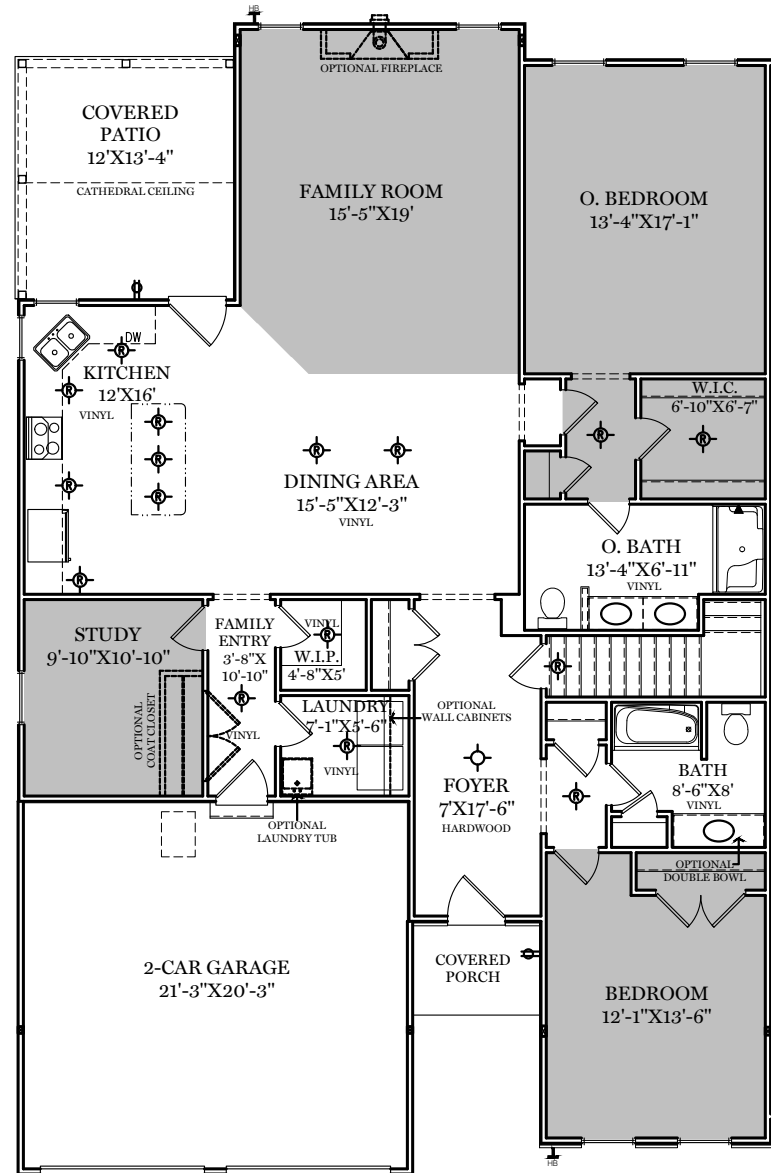 HB
OPTIONAL FIREPLACE
COVERED
PATIO
12'X13'-4"
CATHEDRAL CEILING
FAMILY ROOM
15'-5"X19'
O. BEDROOM
13'-4"X17'-1"
DW
KITCHEN
12'X16'
VINYL
R
R
R
R
R
R
R
R
R
W.I.C.
6'-10"X6'-7"
R
R
DINING AREA
15'-5"X12'-3"
VINYL
O. BATH
13'-4"X6'-11"
VINYL
STUDY
9'-10"X10'-10"
OPTIONAL
COAT CLOSET
FAMILY
ENTRY
3'-8"X
10'-10"
R
VINYL
VINYL
R
W.I.P.
4'-8"X5'
R
LAUNDRY
7'-1"X5'-6"
R
VINYL
OPTIONAL
WALL CABINETS
OPTIONAL
LAUNDRY TUB
FOYER
7'X17'-6"
HARDWOOD
R
BATH
8'-6"X8'
VINYL
OPTIONAL
DOUBLE BOWL
2-CAR GARAGE
21'-3"X20'-3"
COVERED
PORCH
BEDROOM
12'-1"X13'-6"
HB